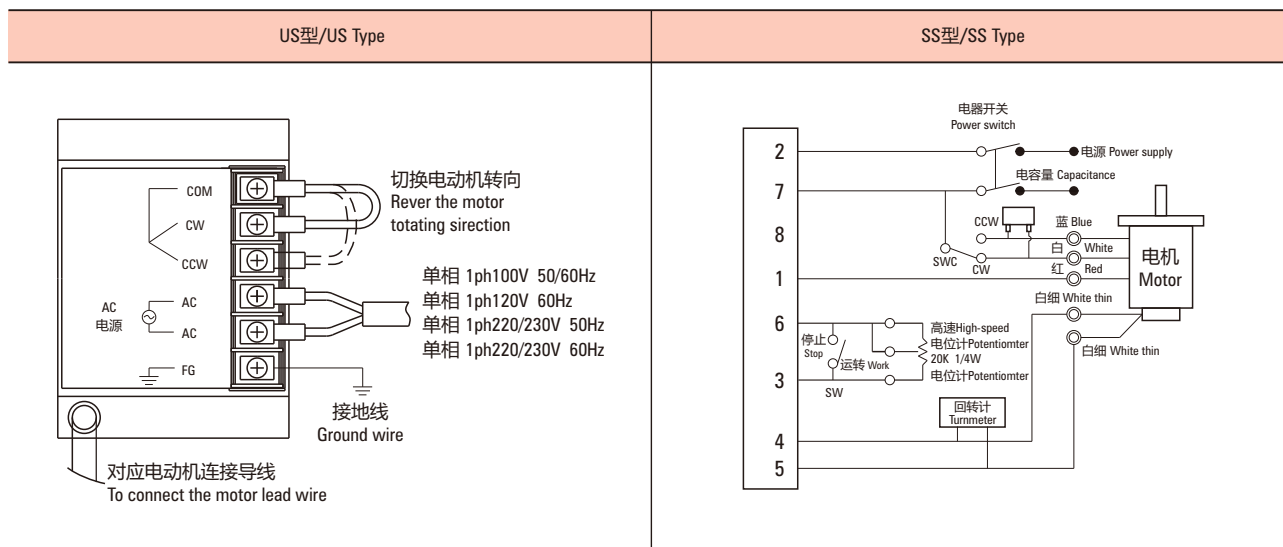 US型/US Type
COM
CW
CCW
AC
电源
AC
AC
FG
切换电动机转向
Rever the motor
totating sirection
单相 1ph100V 50/60Hz
单相 1ph120V 60Hz
单相 1ph220/230V 50Hz
单相 1ph220/230V 60Hz
接地线
Ground wire
对应电动机连接导线
To connect the motor lead wire
SS型/SS Type
电器开关
Power switch
2
电源 Power supply
7
电容量 Capacitance
8
CCW
蓝 Blue
白 White
SWC
CW
红 Red
1
电机
Motor
白细 White thin
6
高速High-speed
停止
Stop
电位计Potentiomter
运转 Work
20K 1/4W
白细 White thin
3
电位计Potentiomter
SW
回转计
Turnmeter
4
5